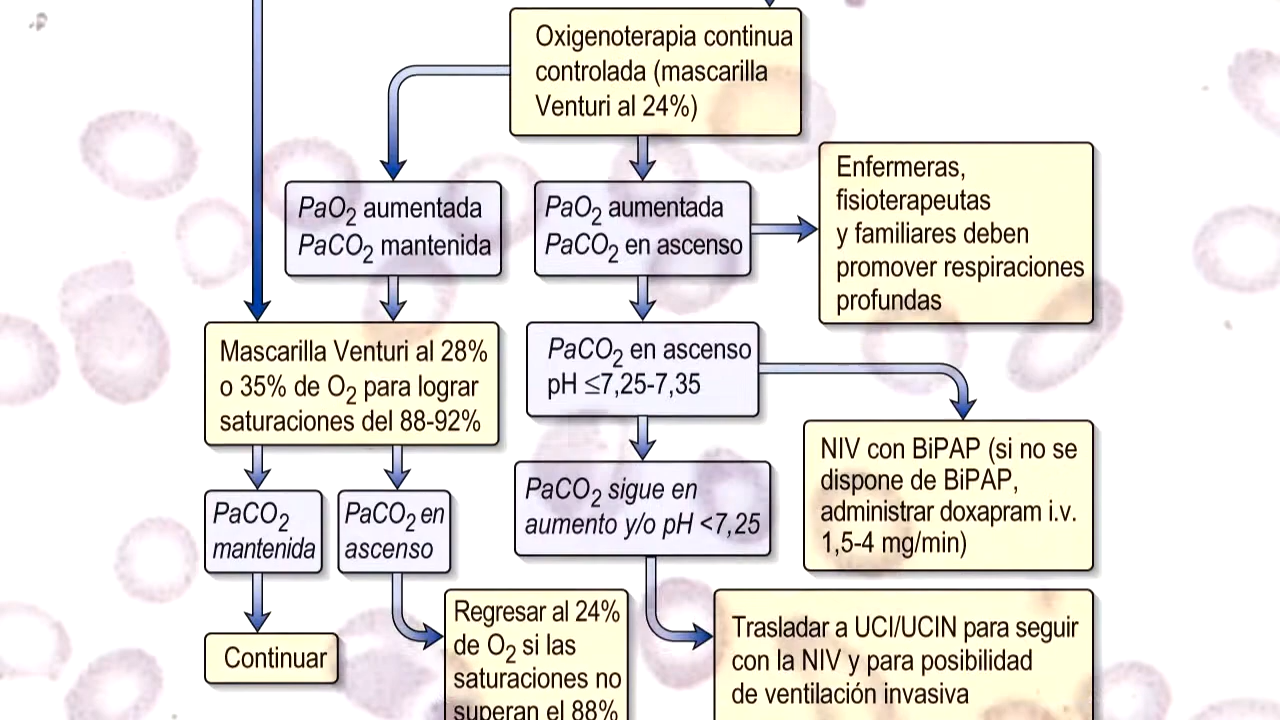 Oxigenoterapia continua
controlada (mascarilla
Venturi al 24%)
Enfermeras,
fisioterapeutas
y familiares deben
promover respiraciones
profundas
PaO2 aumentada
PaCO2 mantenida
PaO2 aumentada
PaCO2 en ascenso
Mascarilla Venturi al 28%
o 35% de O2 para lograr
saturaciones del 88-92%
PaCO2 en ascenso
pH ≤7,25-7,35
NIV con BiPAP (si no se
dispone de BiPAP,
administrar doxapram i.v.
1,5-4 mg/min)
PaCO2
mantenida
PaCO2 en
ascenso
PaCO2 sigue en
aumento y/o pH <7,25
Continuar
Regresar al 24%
de O2 si las
saturaciones no
superan el 88%
Trasladar a UCI/UCIN para seguir
con la NIV y para posibilidad
de ventilación invasiva